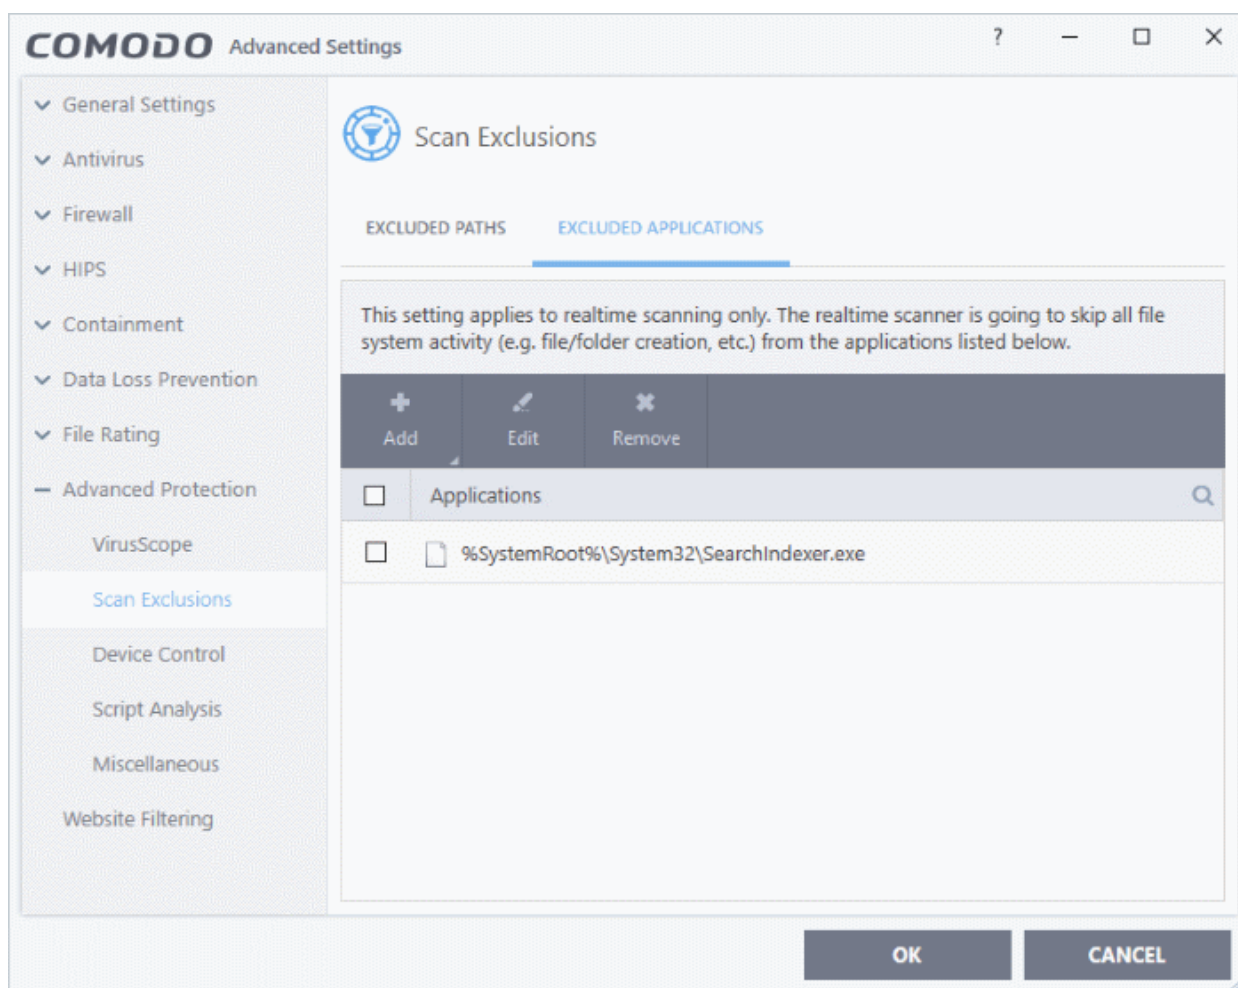 COMODO Advanced Settings ?
General Settings
Antivirus
Firewall
HIPS
Containment
Data Loss Prevention
File Rating
Advanced Protection
VirusScope
Scan Exclusions
Device Control
Script Analysis
Miscellaneous
Website Filtering
Scan Exclusions
EXCLUDED PATHS EXCLUDED APPLICATIONS
This setting applies to realtime scanning only. The realtime scanner is going to skip all file
system activity (e.g. file/folder creation, etc.) from the applications listed below.
Add Edit Remove
Applications
%SystemRoot%\System32\SearchIndexer.exe
OK CANCEL